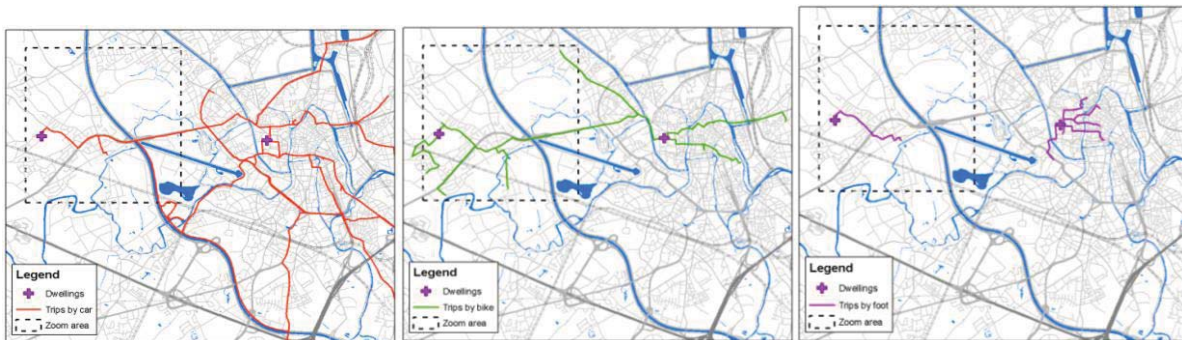 Legend
Dwellings
Trips by car
Zoom area
Legend
Dwellings
Trips by bike
Zoom area
Legend
Dwellings
Trips by foot
Zoom area